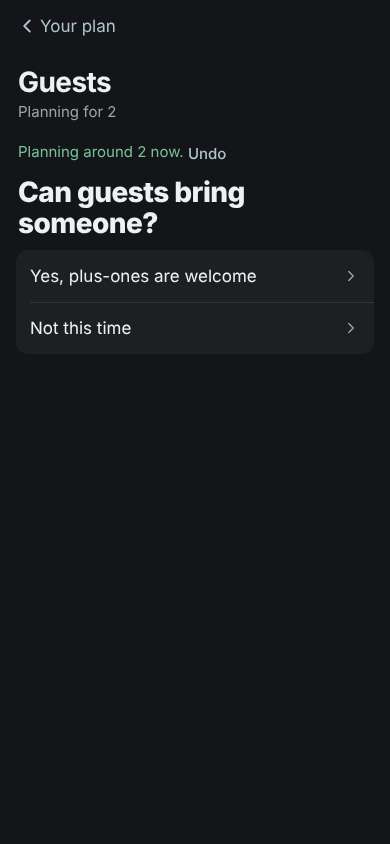 Your plan
Guests
Planning for 2
Planning around 2 now. Undo
Can guests bring
someone?
Yes, plus-ones are welcome
Not this time